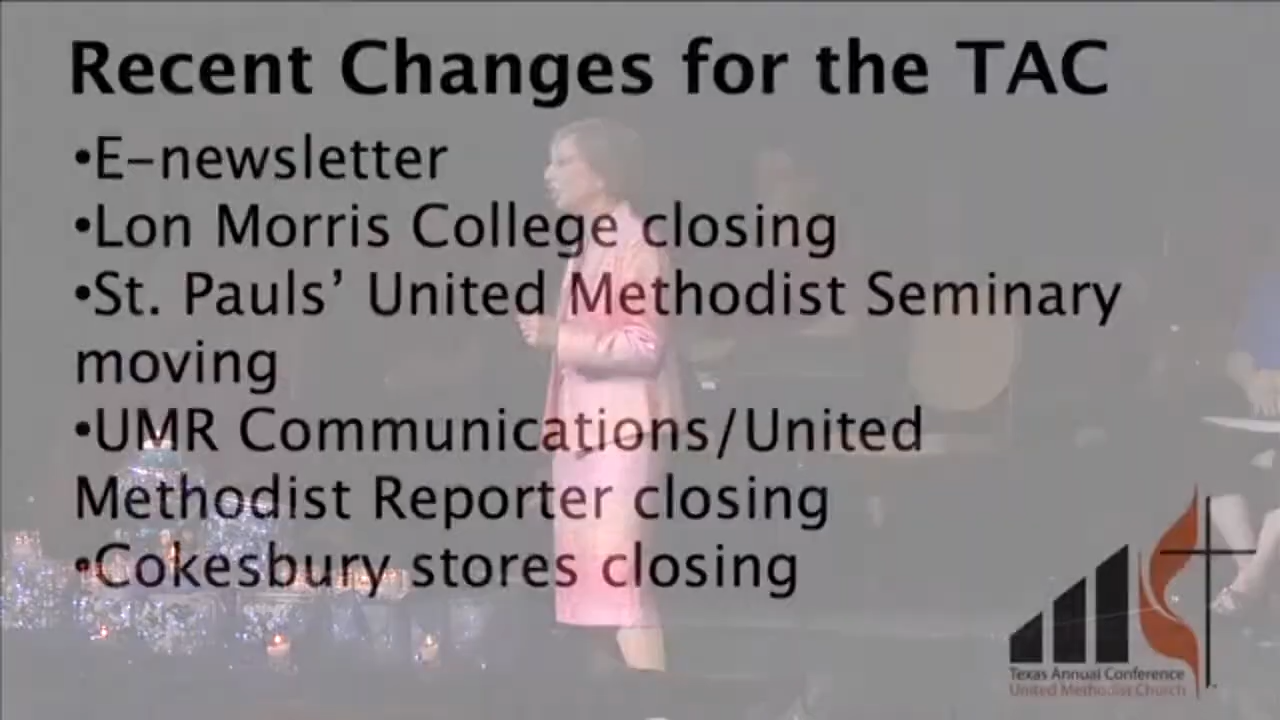 Recent Changes for the TAC
•E-newsletter
•Lon Morris College closing
•St. Pauls’ United Methodist Seminary
moving
•UMR Communications/United
Methodist Reporter closing
•Cokesbury stores closing
Texas Annual Conference
United Methodist Church